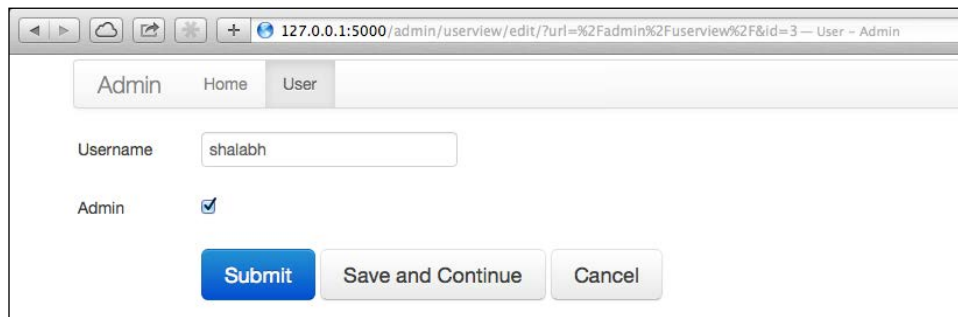 127.0.0.1:5000/admin/userview/edit/?url=%2Fadmin%2Fuserview%2F&id=3 — User - Admin
Admin Home User
Username shalabh
Admin
Submit Save and Continue Cancel